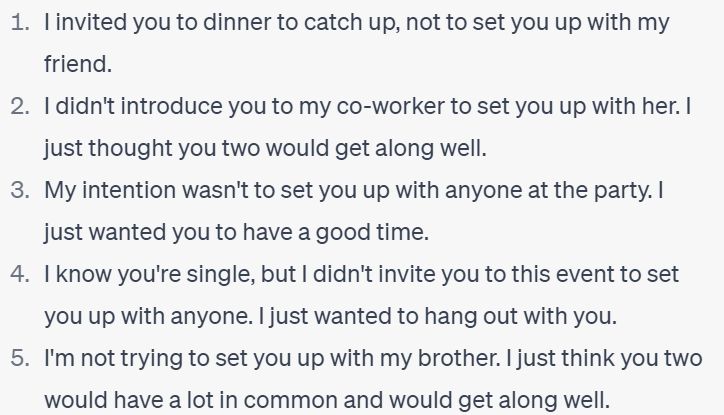 1. I invited you to dinner to catch up, not to set you up with my
friend.
2. I didn't introduce you to my co-worker to set you up with her. I
just thought you two would get along well.
3. My intention wasn't to set you up with anyone at the party. I
just wanted you to have a good time.
4. I know you're single, but I didn't invite you to this event to set
you up with anyone. I just wanted to hang out with you.
5. I'm not trying to set you up with my brother. I just think you two
would have a lot in common and would get along well.